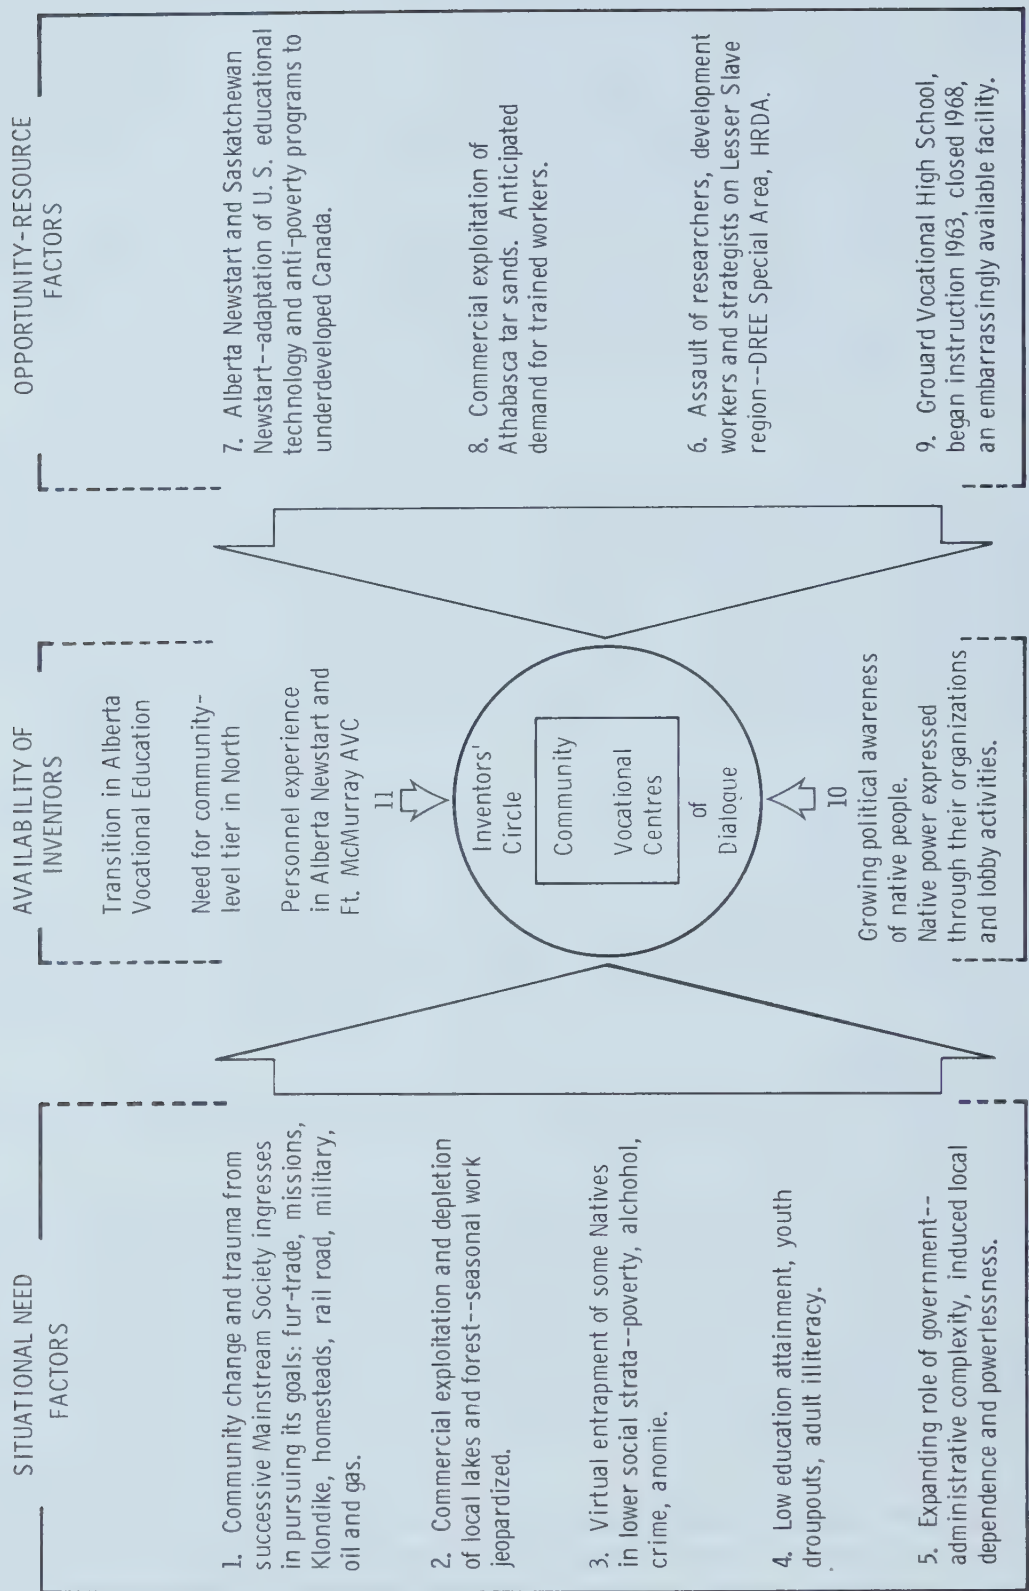 SITUATIONAL NEED
FACTORS
1. Community change and trauma from
successive Mainstream Society ingresses
in pursuing its goals: fur-trade, missions,
Klondike, homesteads, rail road, military,
oil and gas.
2. Commercial exploitation and depletion
of local lakes and forest--seasonal work
jeopardized.
3. Virtual entrapment of some Natives
in lower social strata--poverty, alchohol,
crime, anomie.
4. Low education attainment, youth
droupouts, adult illiteracy.
5. Expanding role of government--
administrative complexity, induced local
dependence and powerlessness.
AVAILABILITY OF
INVENTORS
Transition in Alberta
Vocational Education
Need for community-
level tier in North
Personnel experience
in Alberta Newstart and
Ft. McMurray AVC
11
Inventors'
Circle
Community
Vocational
Centres
of
Dialogue
10
Growing political awareness
of native people.
Native power expressed
through their organizations
and lobby activities.
OPPORTUNITY-RESOURCE
FACTORS
7. Alberta Newstart and Saskatchewan
Newstart--adaptation of U.S. educational
technology and anti-poverty programs to
underdeveloped Canada.
8. Commercial exploitation of
Athabasca tar sands. Anticipated
demand for trained workers.
6. Assault of researchers, development
workers and strategists on Lesser Slave
region--DREE Special Area, HRDA.
9. Grouard Vocational High School,
began instruction 1963, closed 1968,
an embarrassingly available facility.